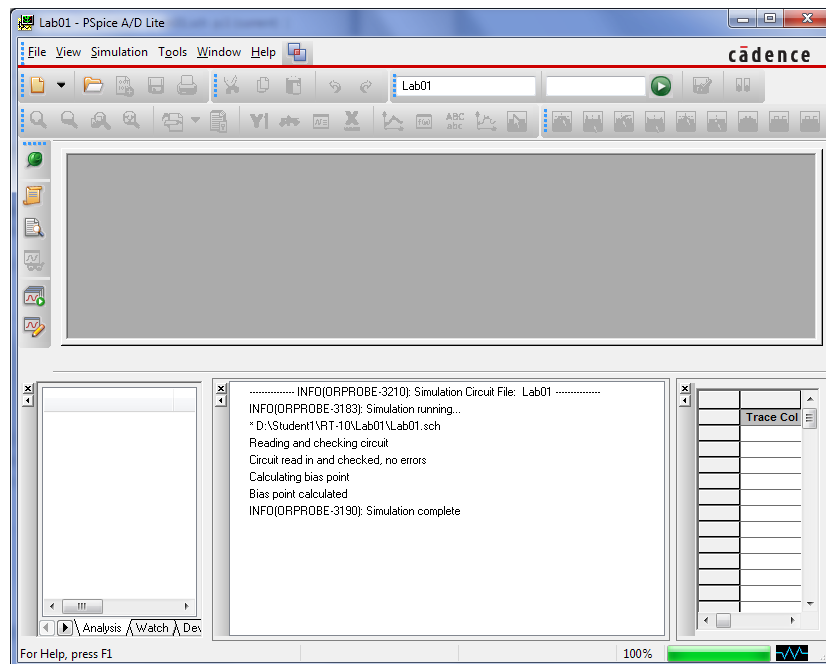 Lab01 - PSpice A/D Lite
File View Simulation Tools Window Help
cādence
Lab01
ABC
abc
--------------- INFO(ORPROBE-3210): Simulation Circuit File: Lab01 ---------------
INFO(ORPROBE-3183): Simulation running...
* D:\Student1\RT-10\Lab01\Lab01.sch
Reading and checking circuit
Circuit read in and checked, no errors
Calculating bias point
Bias point calculated
INFO(ORPROBE-3190): Simulation complete
Trace Col
Analysis Watch Dev
For Help, press F1
100%